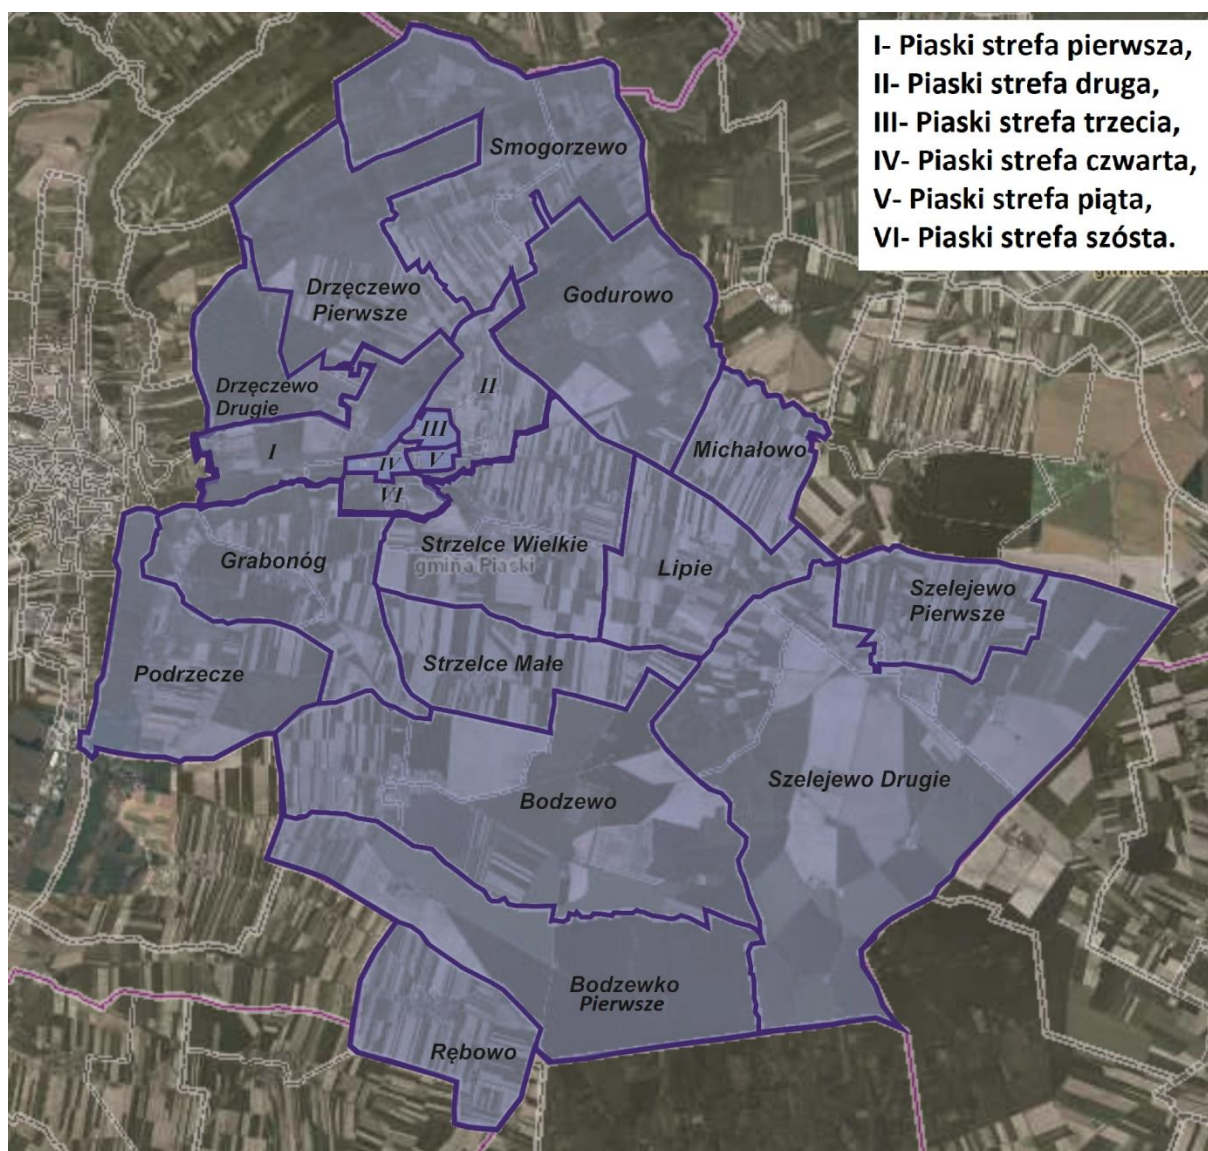 I- Piaski strefa pierwsza,
II- Piaski strefa druga,
III- Piaski strefa trzecia,
IV- Piaski strefa czwarta,
V- Piaski strefa piąta,
VI- Piaski strefa szósta.
Smogorzewo
Drzęczewo
Pierwsze
Godurowo
Drzęczewo
Drugie
II
III
I
IV
V
VI
Michałowo
Grabonóg
Strzelce Wielkie
gmina Piaski
Lipie
Szelejewo
Pierwsze
Podrzecze
Strzelce Małe
Szelejewo Drugie
Bodzewo
Bodzewko
Pierwsze
Rębowo